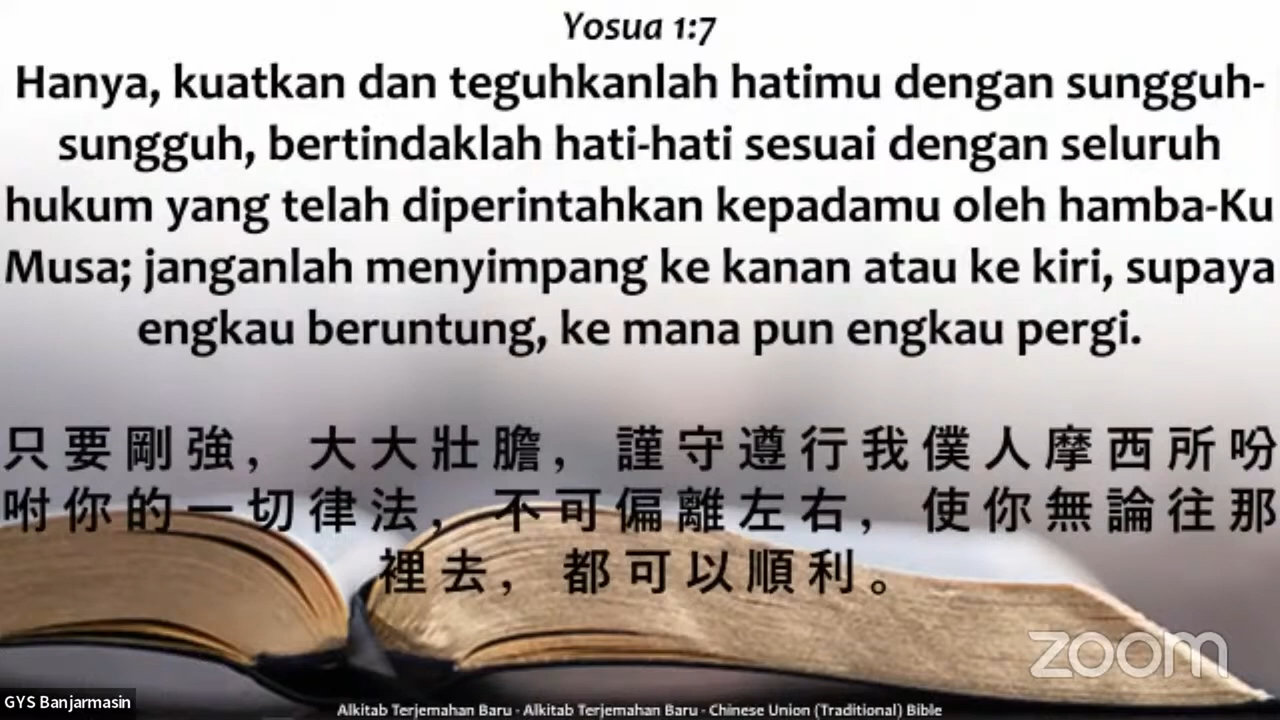 Yosua 1:7
Hanya, kuatkan dan teguhkanlah hatimu dengan sungguh-
sungguh, bertindaklah hati-hati sesuai dengan seluruh
hukum yang telah diperintahkan kepadamu oleh hamba-Ku
Musa; janganlah menyimpang ke kanan atau ke kiri, supaya
engkau beruntung, ke mana pun engkau pergi.
只要剛強，大大壯膽，謹守遵行我僕人摩西所吩
咐你的一切律法，不可偏離左右，使你無論往那
裡去，都可以順利。
zoom
GYS Banjarmasin
Alkitab Terjemahan Baru - Alkitab Terjemahan Baru - Chinese Union (Traditional) Bible